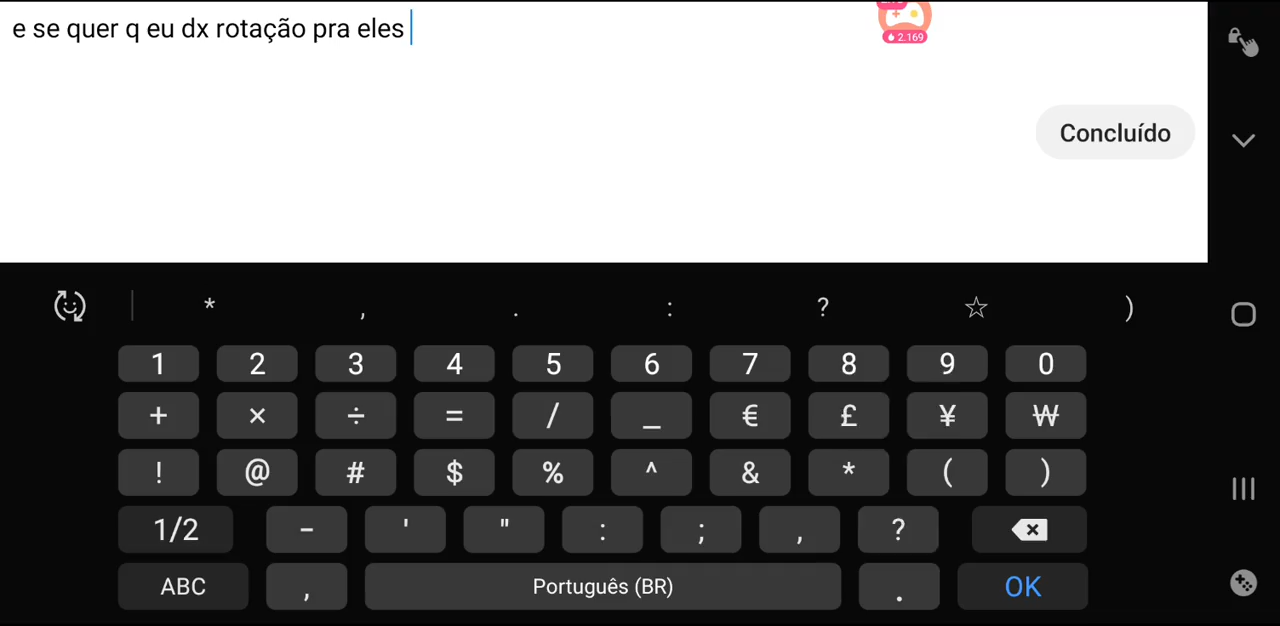 e se quer q eu dx rotação pra eles
2.169
Concluído
* , . : ? ☆ )
1 2 3 4 5 6 7 8 9 0
+ × ÷ = / _ € £ ¥ ₩
! @ # $ % ^ & * ( )
1/2 - ' " : ; , ?
ABC , Português (BR) . OK